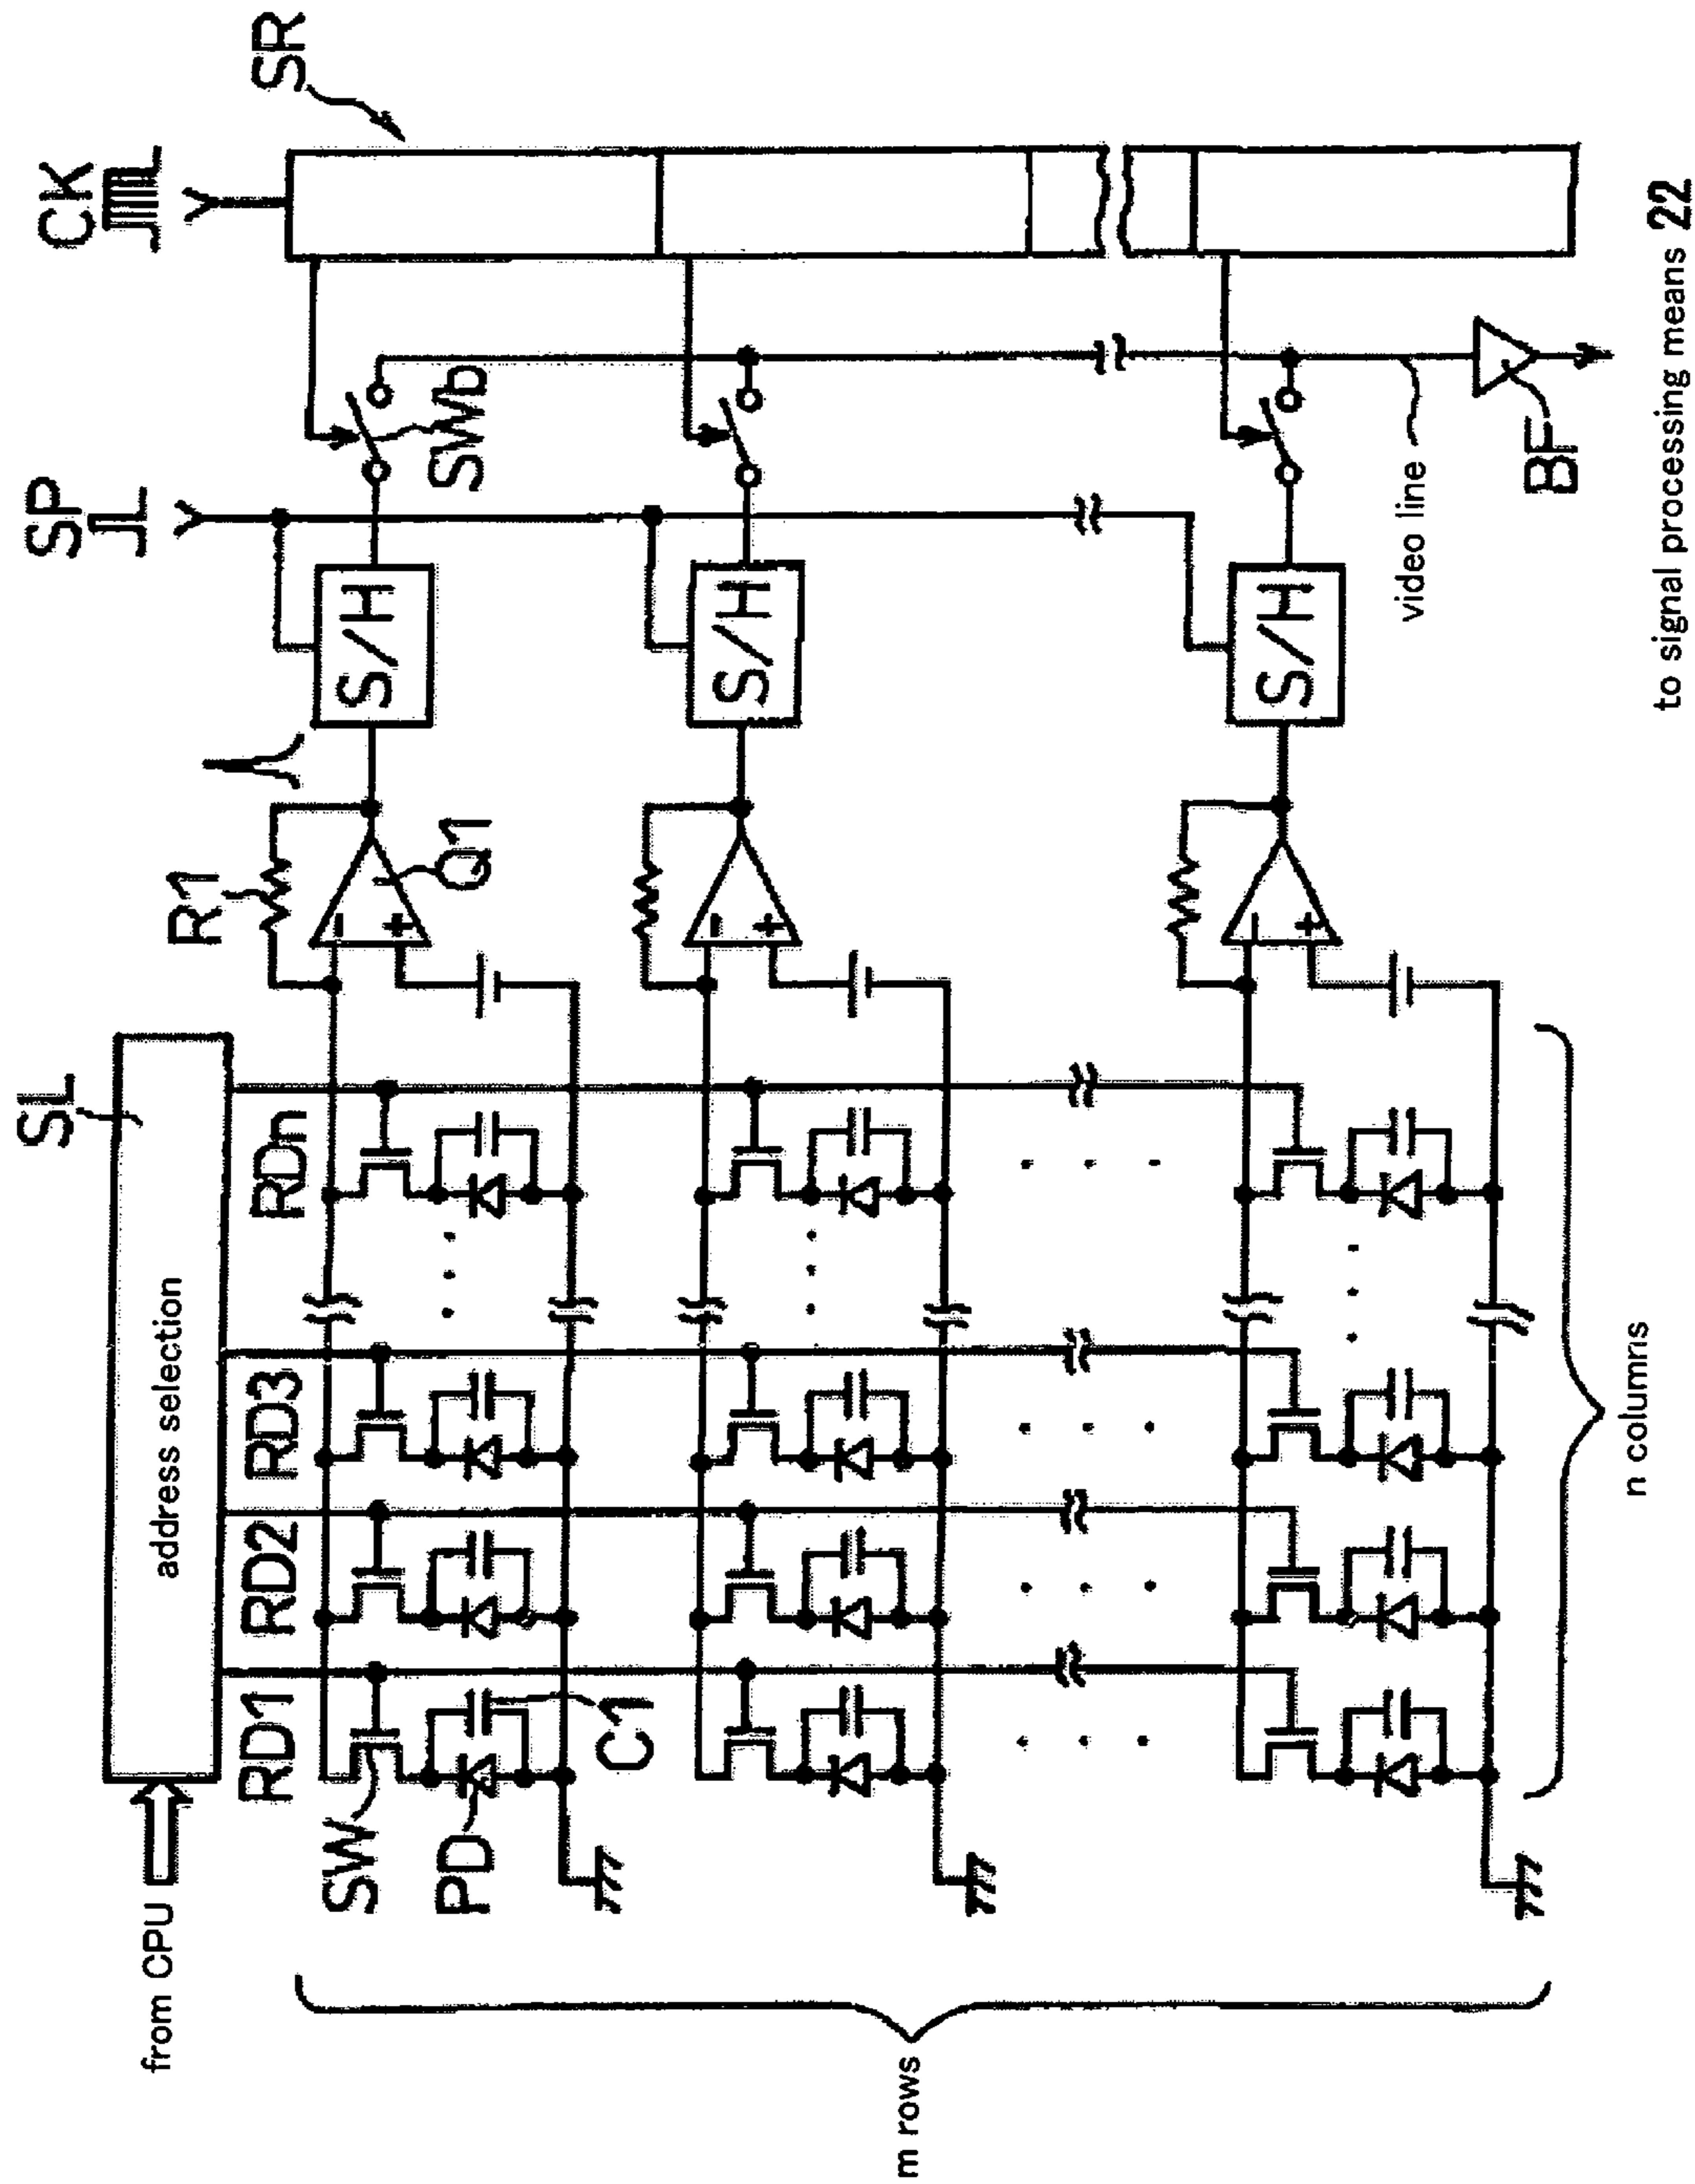 SL
SP
CK
from CPU
address selection
SR
RD1
RD2
RD3
RDn
R1
SW
PD
C1
Q1
-
+
S/H
SWb
-
+
S/H
m rows
-
+
S/H
video line
BF
n columns
to signal processing means 22